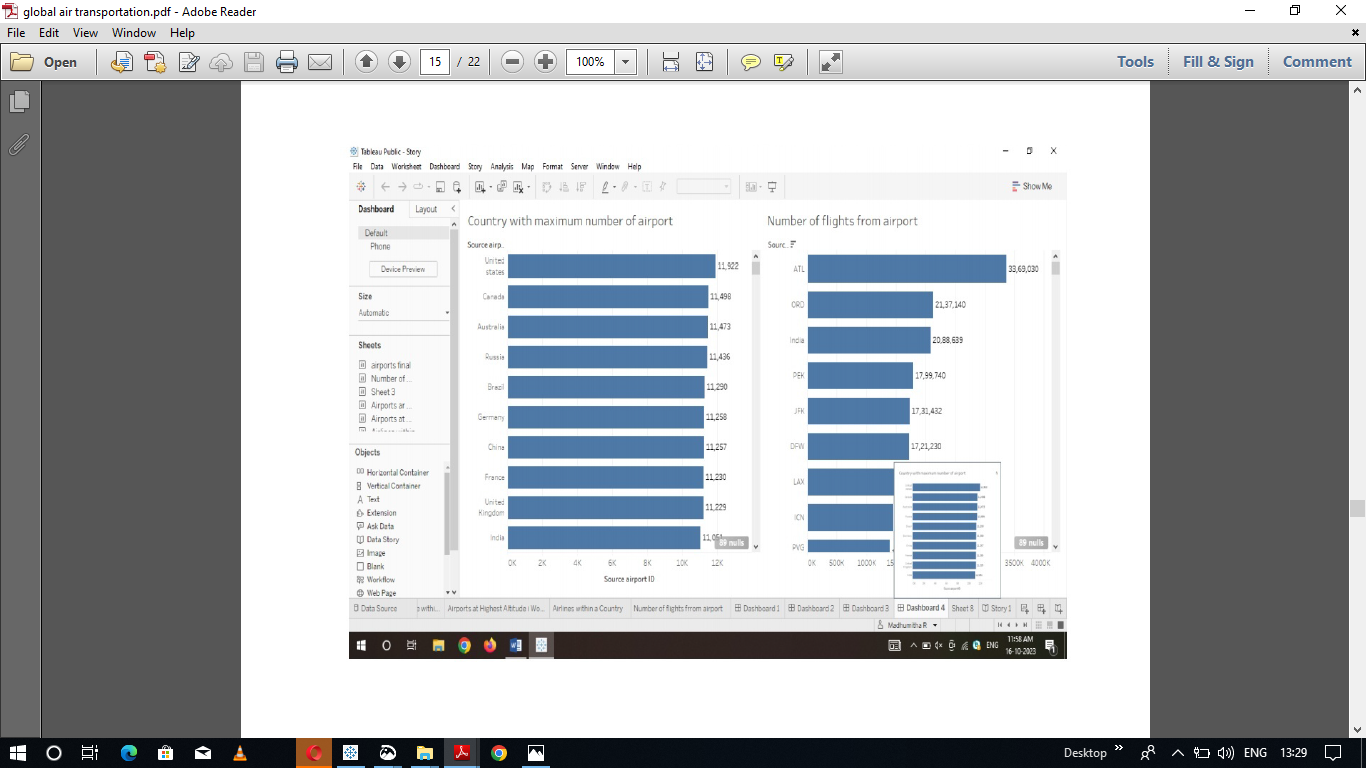 global air transportation.pdf - Adobe Reader
File Edit View Window Help
Open 15 / 22 100% Tools Fill & Sign Comment
Tableau Public - Story
File Data Worksheet Dashboard Story Analysis Map Format Server Window Help
Show Me
Dashboard Layout
Default
Phone
Device Preview
Size
Automatic
Sheets
airports final
Number of ...
Sheet 3
Airports ar ...
Airports at ...
Objects
Horizontal Container
Vertical Container
Text
Extension
Ask Data
Data Story
Image
Blank
Workflow
Web Page
Country with maximum number of airport
Source airp..
United states 11,922
Canada 11,498
Australia 11,473
Russia 11,436
Brazil 11,290
Germany 11,258
China 11,257
France 11,230
United Kingdom 11,229
India
89 nulls
0K 2K 4K 6K 8K 10K 12K
Source airport ID
Number of flights from airport
Sourc..
ATL 33,69,030
ORD 21,37,140
India 20,88,639
PEK 17,99,740
JFK 17,31,432
DFW 17,21,230
LAX
ICN
PVG
89 nulls
0K 500K 1000K 3500K 4000K
Country with maximum number of airport
Data Source Airports at Highest Altitude i Wo... Airlines within a Country Number of flights from airport Dashboard 1 Dashboard 2 Dashboard 3 Dashboard 4 Sheet 8 Story 1
Madhumitha R
ENG 11:58 AM
16-10-2023
Desktop ENG 13:29